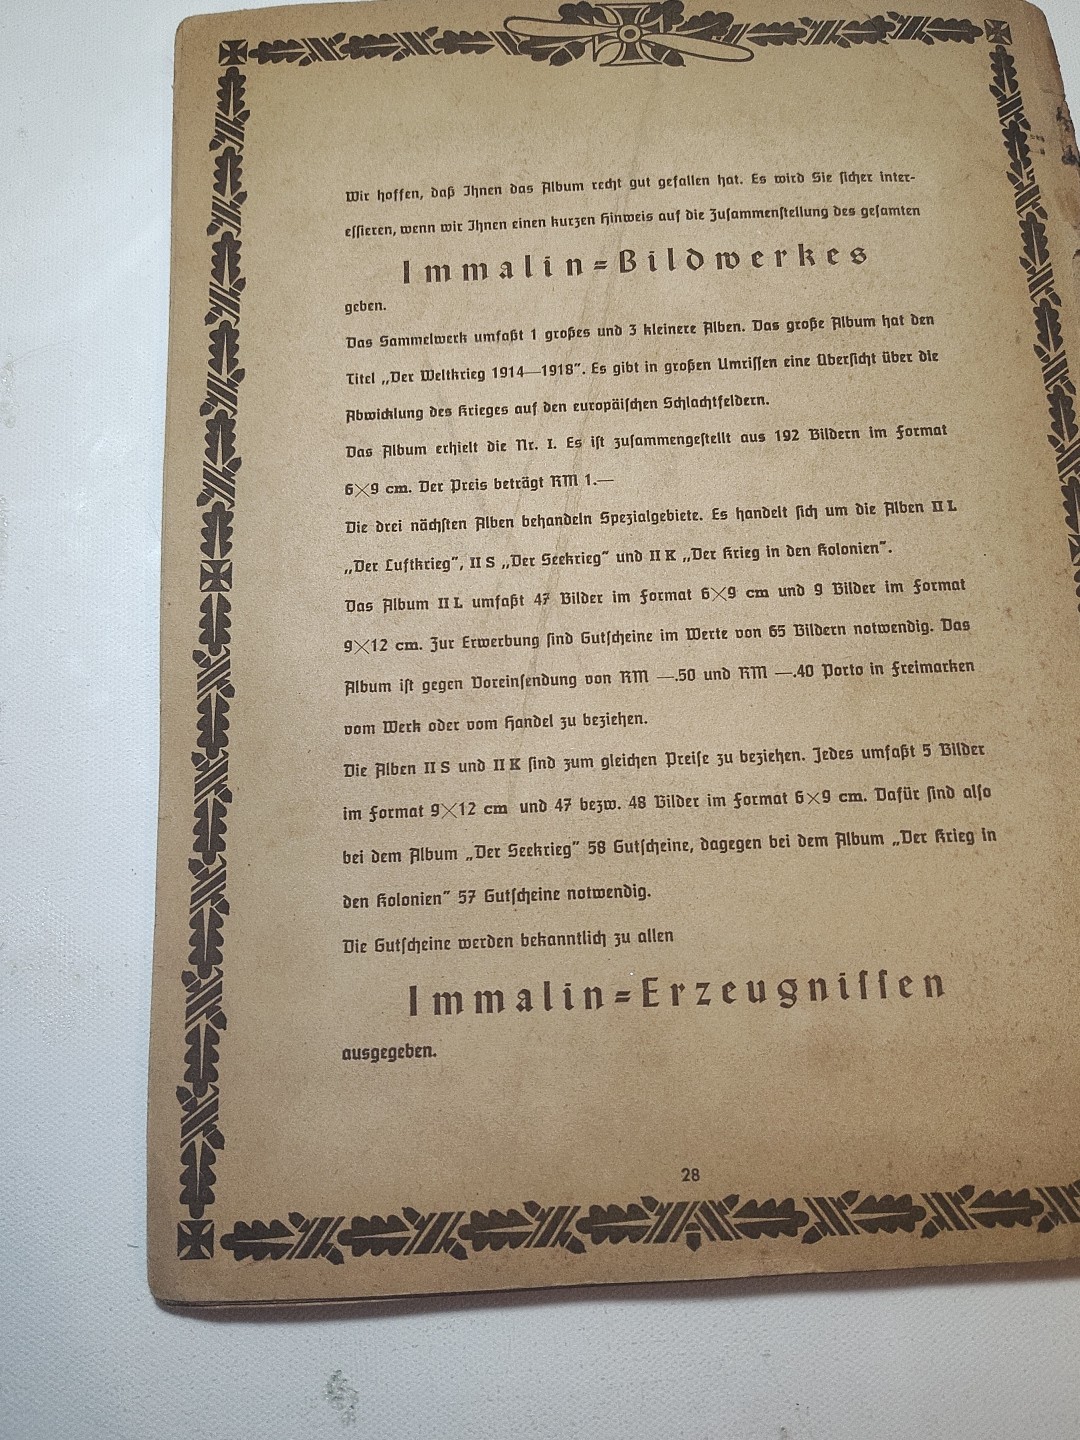 Wir hoffen, daß Ihnen das Album recht gut gefallen hat. Es wird Sie sicher inter-
essieren, wenn wir Ihnen einen kurzen Hinweis auf die Zusammenstellung des gesamten
Immalin=Bildwerkes
geben.
Das Sammelwerk umfaßt 1 großes und 3 kleinere Alben. Das große Album hat den
Titel „Der Weltkrieg 1914—1918". Es gibt in großen Umrissen eine Übersicht über die
Abwicklung des Krieges auf den europäischen Schlachtfeldern.
Das Album erhielt die Nr. I. Es ist zusammengestellt aus 192 Bildern im Format
6×9 cm. Der Preis beträgt RM 1.—
Die drei nächsten Alben behandeln Spezialgebiete. Es handelt sich um die Alben II L
„Der Luftkrieg", II S „Der Seekrieg" und II K „Der Krieg in den Kolonien".
Das Album II L umfaßt 47 Bilder im Format 6×9 cm und 9 Bilder im Format
9×12 cm. Zur Erwerbung sind Gutscheine im Werte von 65 Bildern notwendig. Das
Album ist gegen Voreinsendung von RM —.50 und RM —.40 Porto in Freimarken
vom Werk oder vom Handel zu beziehen.
Die Alben II S und II K sind zum gleichen Preise zu beziehen. Jedes umfaßt 5 Bilder
im Format 9×12 cm und 47 bezw. 48 Bilder im Format 6×9 cm. Dafür sind also
bei dem Album „Der Seekrieg" 58 Gutscheine, dagegen bei dem Album „Der Krieg in
den Kolonien" 57 Gutscheine notwendig.
Die Gutscheine werden bekanntlich zu allen
Immalin=Erzeugnissen
ausgegeben.
28